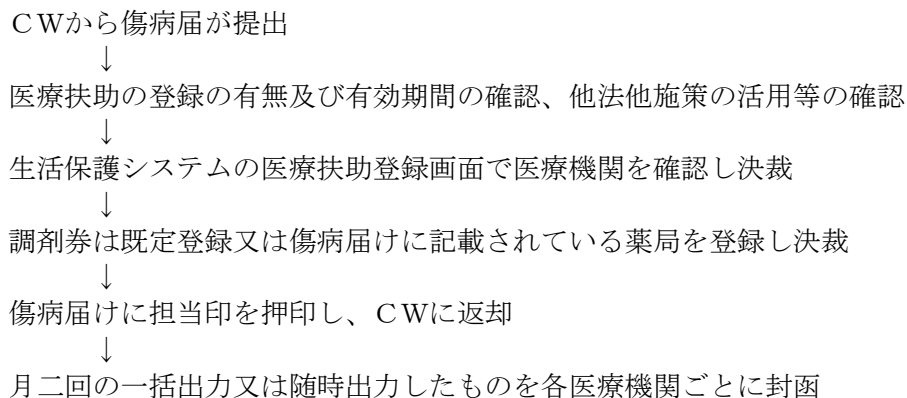 ＣＷから傷病届が提出
↓
医療扶助の登録の有無及び有効期間の確認、他法他施策の活用等の確認
↓
生活保護システムの医療扶助登録画面で医療機関を確認し決裁
↓
調剤券は既定登録又は傷病届けに記載されている薬局を登録し決裁
↓
傷病届けに担当印を押印し、ＣＷに返却
↓
月二回の一括出力又は随時出力したものを各医療機関ごとに封函